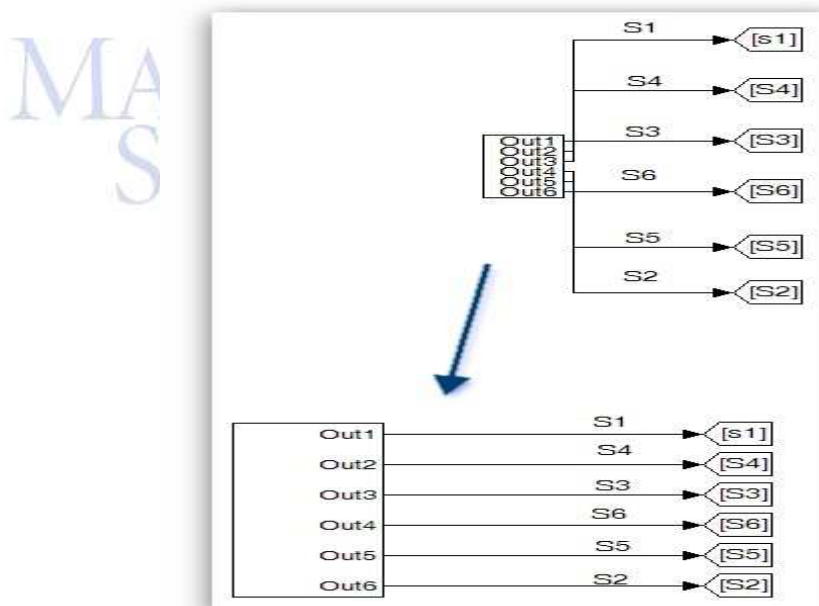 MA
S
S1
[s1]
S4
[S4]
S3
[S3]
S6
[S6]
S5
[S5]
S2
[S2]
Out1
Out2
Out3
Out4
Out5
Out6
Out1 S1 [s1]
Out2 S4 [S4]
Out3 S3 [S3]
Out4 S6 [S6]
Out5 S5 [S5]
Out6 S2 [S2]